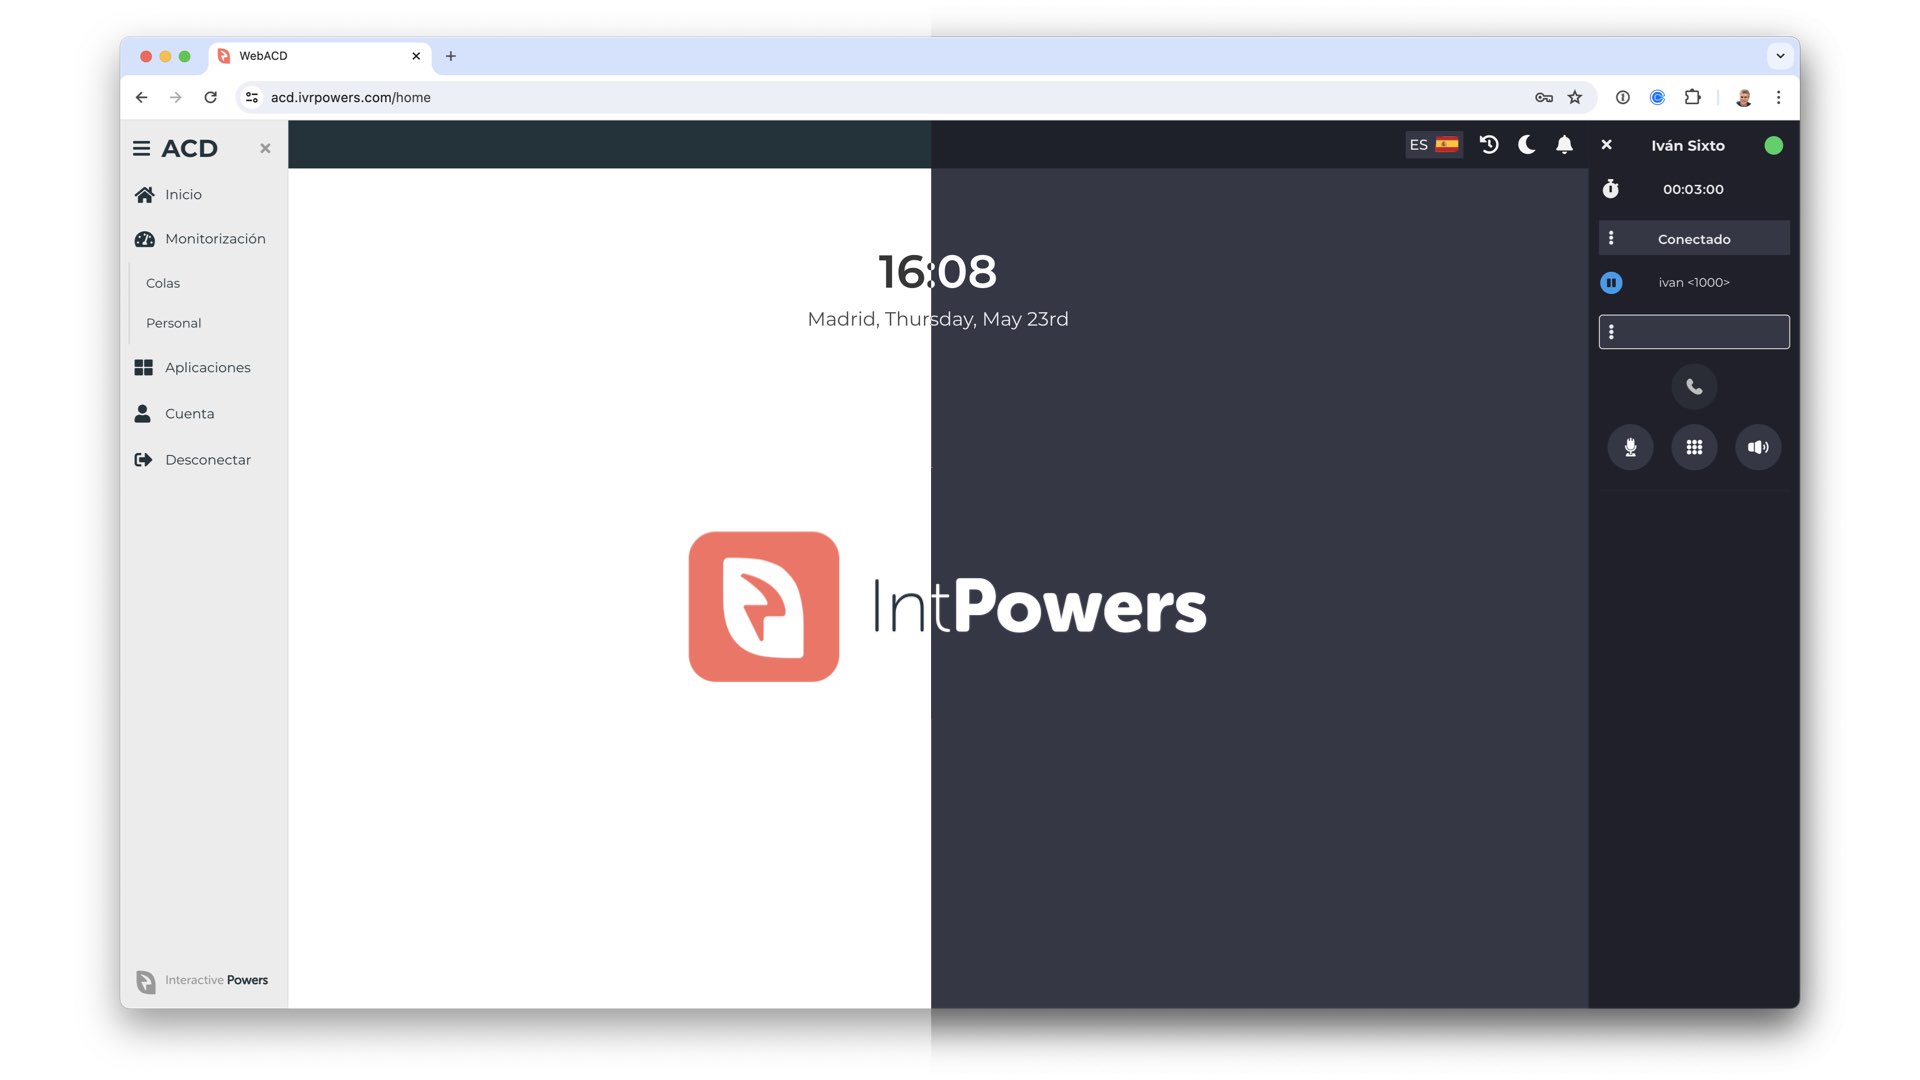 WebACD
acd.ivrpowers.com/home
ACD
Inicio
Monitorización
Colas
Personal
Aplicaciones
Cuenta
Desconectar
Interactive Powers
ES
16:08
Madrid, Thursday, May 23rd
IntPowers
Iván Sixto
00:03:00
Conectado
ivan <1000>